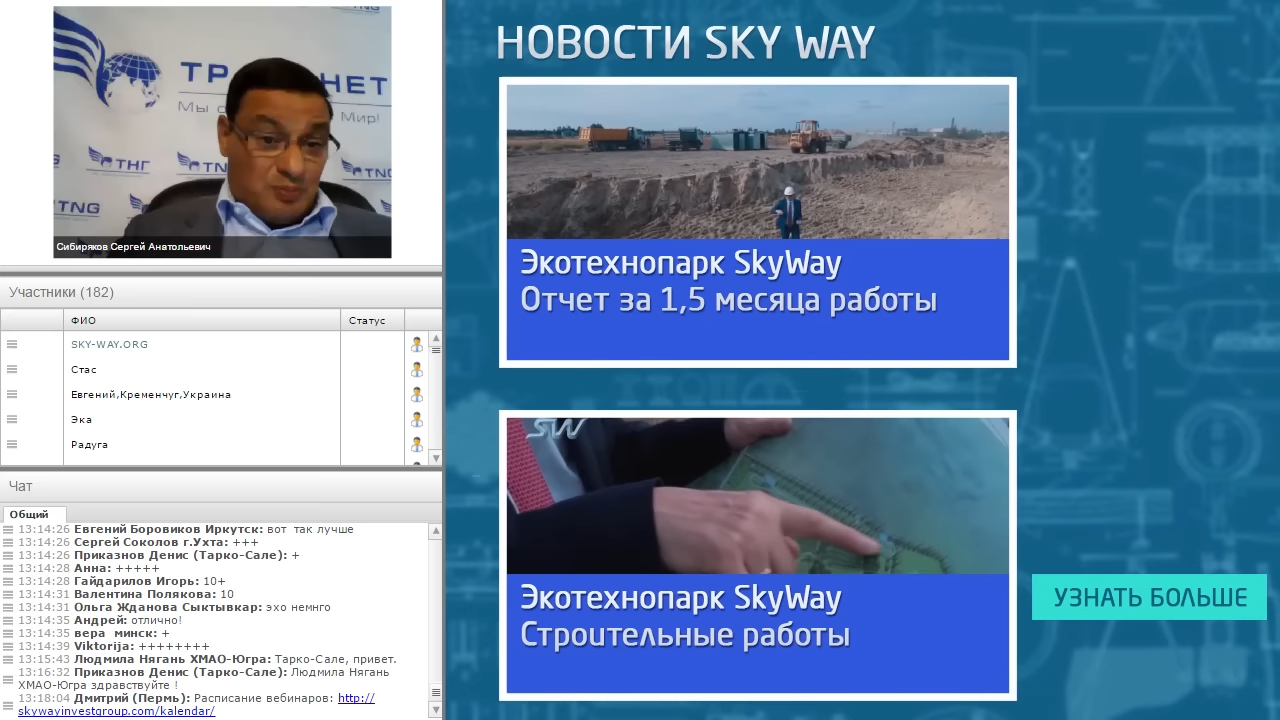 ТНГ
TNG
TNG
TNG
Сибиряков Сергей Анатольевич
Участники (182)
ФИО
Статус
SKY-WAY.ORG
Стас
Евгений,Кременчуг,Украина
Эка
Радуга
Чат
Общий
13:14:26 Евгений Боровиков Иркутск: вот так лучше
13:14:26 Сергей Соколов г.Ухта: +++
13:14:26 Приказнов Денис (Тарко-Сале): +
13:14:28 Анна: +++++
13:14:28 Гайдарилов Игорь: 10+
13:14:31 Валентина Полякова: 10
13:14:31 Ольга Жданова Сыктывкар: эхо немнго
13:14:35 Андрей: отлично!
13:14:35 вера минск: +
13:14:39 Viktorija: ++++++++
13:15:43 Людмила Нягань ХМАО-Югра: Тарко-Сале, привет.
13:16:32 Приказнов Денис (Тарко-Сале): Людмила Нягань
ХМАО-Югра здравствуйте !
13:18:04 Дмитрий (Пермь): Расписание вебинаров: http://
skywayinvestgroup.com/kalendar/
НОВОСТИ SKY WAY
Экотехнопарк SkyWay
Отчет за 1,5 месяца работы
SW
Экотехнопарк SkyWay
Строительные работы
УЗНАТЬ БОЛЬШЕ